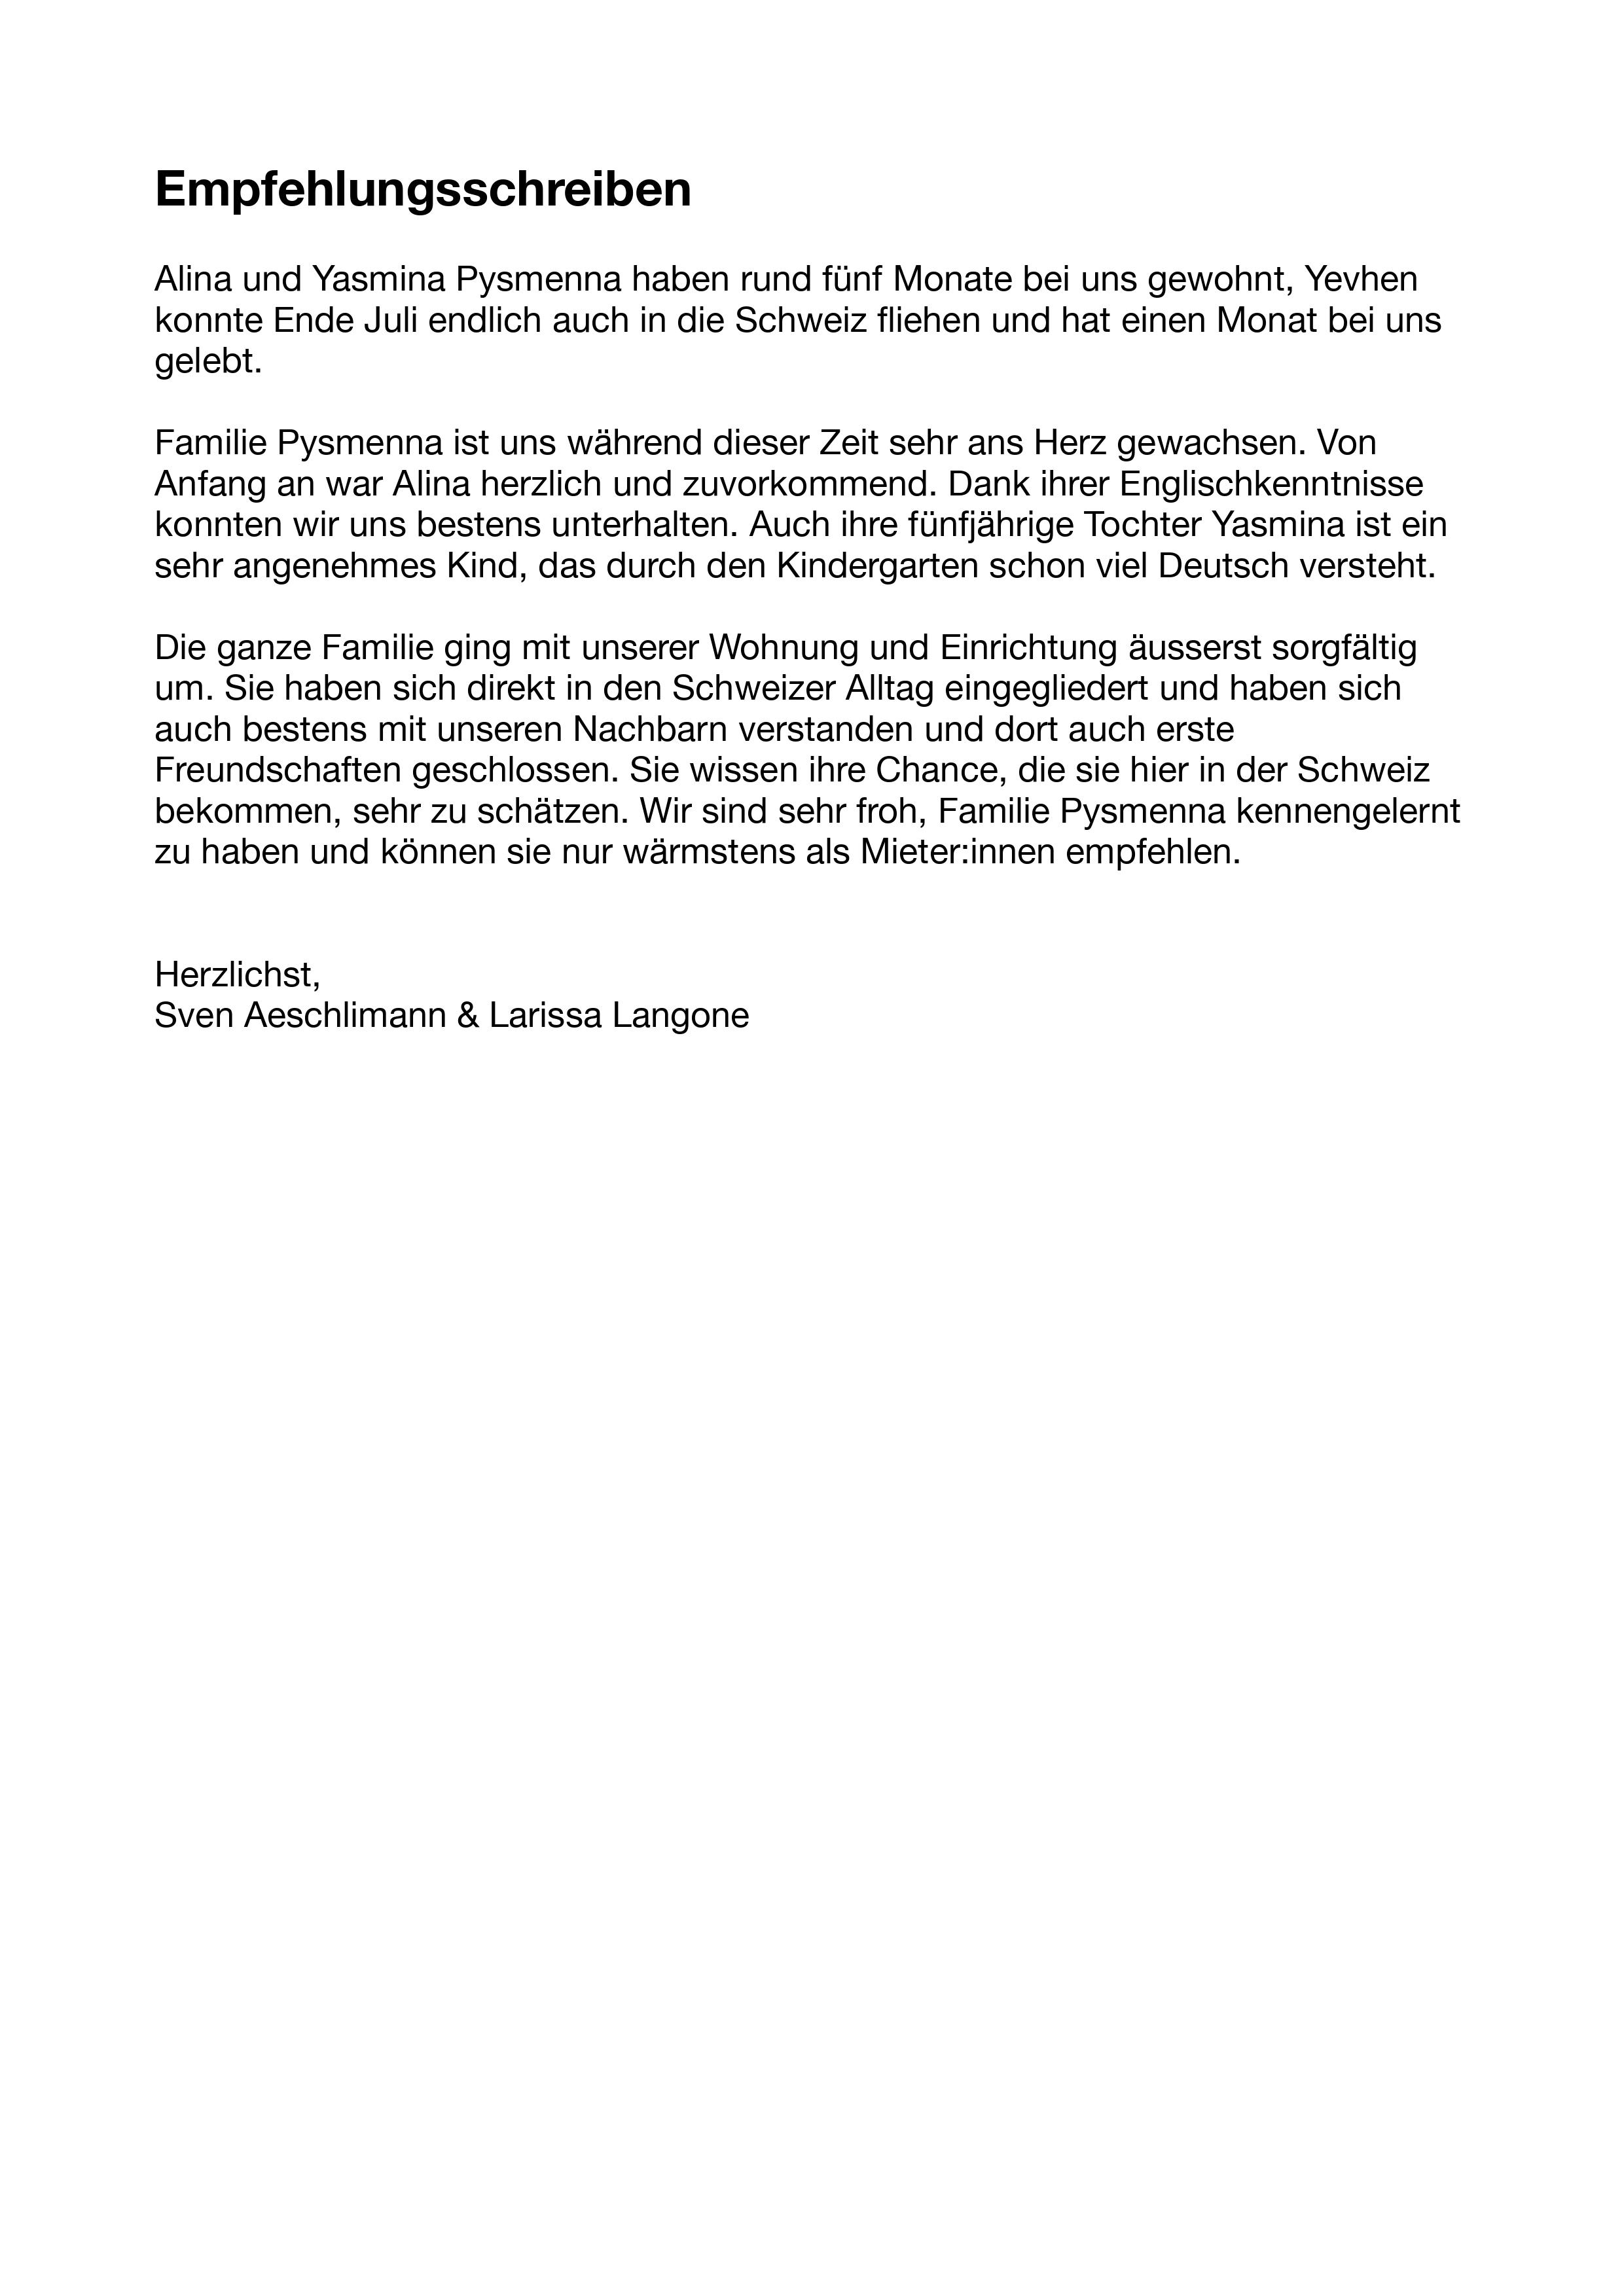 Empfehlungsschreiben
Alina und Yasmina Pysmenna haben rund fünf Monate bei uns gewohnt, Yevhen
konnte Ende Juli endlich auch in die Schweiz fliehen und hat einen Monat bei uns
gelebt.
Familie Pysmenna ist uns während dieser Zeit sehr ans Herz gewachsen. Von
Anfang an war Alina herzlich und zuvorkommend. Dank ihrer Englischkenntnisse
konnten wir uns bestens unterhalten. Auch ihre fünfjährige Tochter Yasmina ist ein
sehr angenehmes Kind, das durch den Kindergarten schon viel Deutsch versteht.
Die ganze Familie ging mit unserer Wohnung und Einrichtung äusserst sorgfältig
um. Sie haben sich direkt in den Schweizer Alltag eingegliedert und haben sich
auch bestens mit unseren Nachbarn verstanden und dort auch erste
Freundschaften geschlossen. Sie wissen ihre Chance, die sie hier in der Schweiz
bekommen, sehr zu schätzen. Wir sind sehr froh, Familie Pysmenna kennengelernt
zu haben und können sie nur wärmstens als Mieter:innen empfehlen.
Herzlichst,
Sven Aeschlimann & Larissa Langone